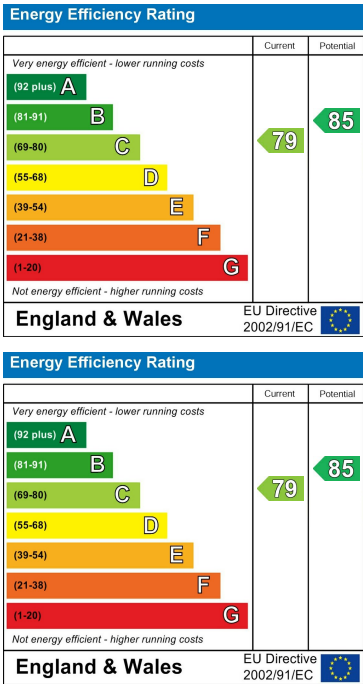 Energy Efficiency Rating
Current Potential
Very energy efficient - lower running costs
(92 plus) A
(81-91) B
85
(69-80) C
79
(55-68) D
(39-54) E
(21-38) F
(1-20) G
Not energy efficient - higher running costs
England & Wales
EU Directive
2002/91/EC
Energy Efficiency Rating
Current Potential
Very energy efficient - lower running costs
(92 plus) A
(81-91) B
85
(69-80) C
79
(55-68) D
(39-54) E
(21-38) F
(1-20) G
Not energy efficient - higher running costs
England & Wales
EU Directive
2002/91/EC